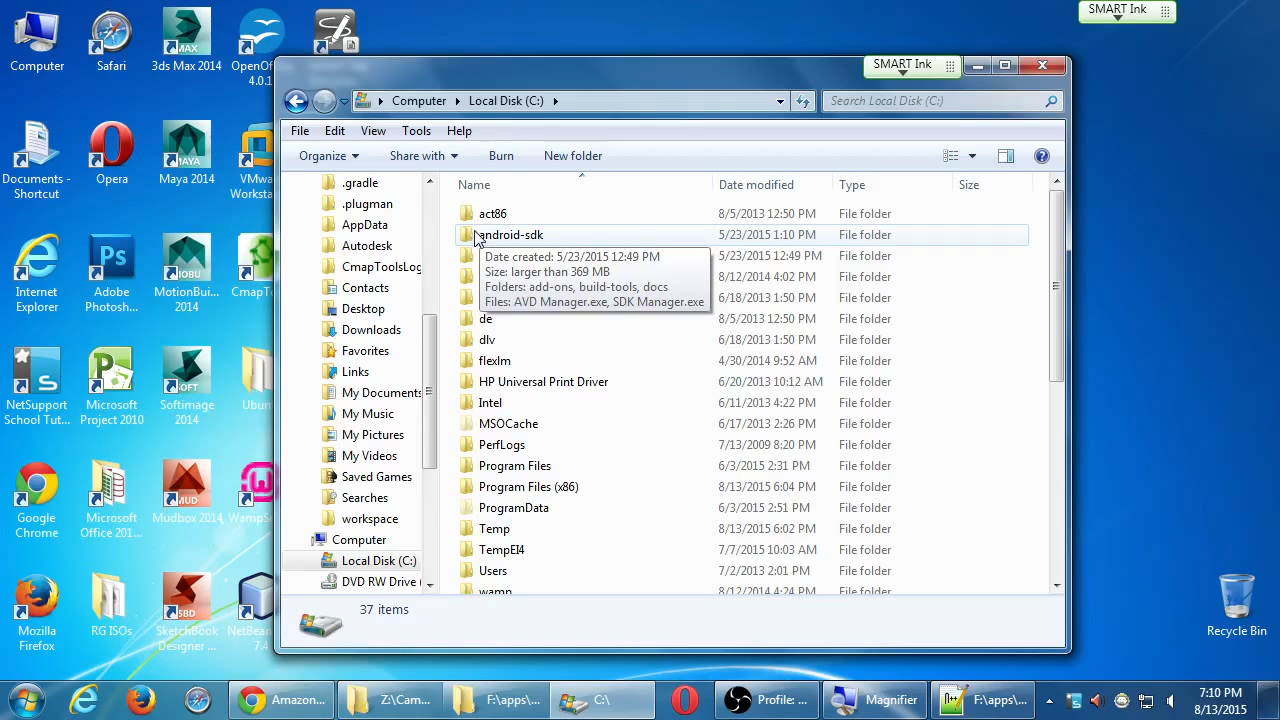 SMART Ink
Computer
Safari
3ds Max 2014
OpenOf
4.0.1
SMART Ink
Computer
Local Disk (C:)
Search Local Disk (C:)
File
Edit
View
Tools
Help
Organize
Share with
Burn
New folder
Documents -
Shortcut
Opera
Maya 2014
VMwa
Worksta
Internet
Explorer
Adobe
Photosh...
MotionBui...
2014
CmapTo
NetSupport
School Tut...
Microsoft
Project 2010
Softimage
2014
Ubun
Google
Chrome
Microsoft
Office 201...
Mudbox 2014
WampSe
Mozilla
Firefox
RG ISOs
SketchBook
Designer ...
NetBean
7.4
.gradle
.plugman
AppData
Autodesk
CmapToolsLog
Contacts
Desktop
Downloads
Favorites
Links
My Documents
My Music
My Pictures
My Videos
Saved Games
Searches
workspace
Computer
Local Disk (C:)
DVD RW Drive (
Name Date modified Type Size
act86 8/5/2013 12:50 PM File folder
android-sdk 5/23/2015 1:10 PM File folder
5/23/2015 12:49 PM File folder
8/12/2014 4:02 PM File folder
6/18/2013 1:50 PM File folder
de 8/5/2013 12:50 PM File folder
dlv 6/18/2013 1:50 PM File folder
flexlm 4/30/2014 9:52 AM File folder
HP Universal Print Driver 6/20/2013 10:12 AM File folder
Intel 6/11/2013 4:22 PM File folder
MSOCache 6/17/2013 2:26 PM File folder
PerfLogs 7/13/2009 8:20 PM File folder
Program Files 6/3/2015 2:31 PM File folder
Program Files (x86) 8/13/2015 6:04 PM File folder
ProgramData 6/3/2015 2:51 PM File folder
Temp 8/13/2015 6:02 PM File folder
TempEI4 7/7/2015 10:03 AM File folder
Users 7/2/2013 2:01 PM File folder
wamp 8/12/2014 4:24 PM File folder
Date created: 5/23/2015 12:49 PM
Size: larger than 369 MB
Folders: add-ons, build-tools, docs
Files: AVD Manager.exe, SDK Manager.exe
37 items
Recycle Bin
Amazon...
Z:\Cam...
F:\apps\...
C:\
Profile: ...
Magnifier
F:\apps\...
7:10 PM
8/13/2015